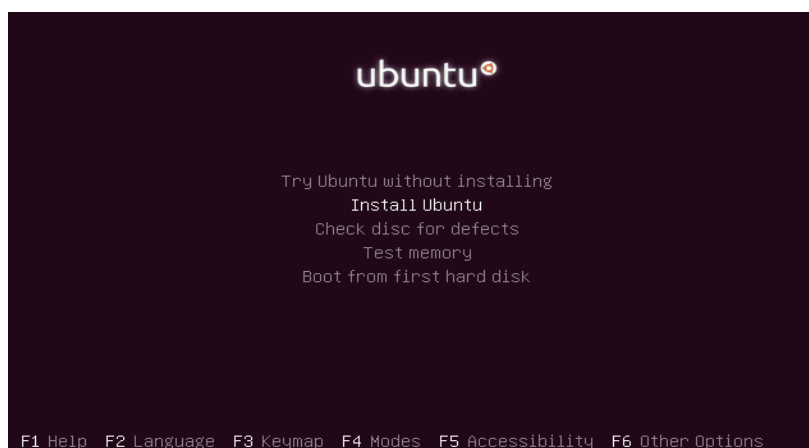 ubuntu
Try Ubuntu without installing
Install Ubuntu
Check disc for defects
Test memory
Boot from first hard disk
F1 Help F2 Language F3 Keymap F4 Modes F5 Accessibility F6 Other Options